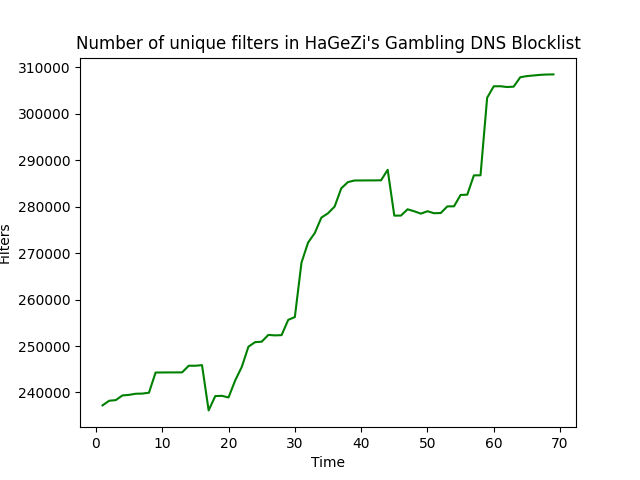 Number of unique filters in HaGeZi's Gambling DNS Blocklist
310000
300000
290000
280000
270000
260000
250000
240000
Filters
0 10 20 30 40 50 60 70
Time